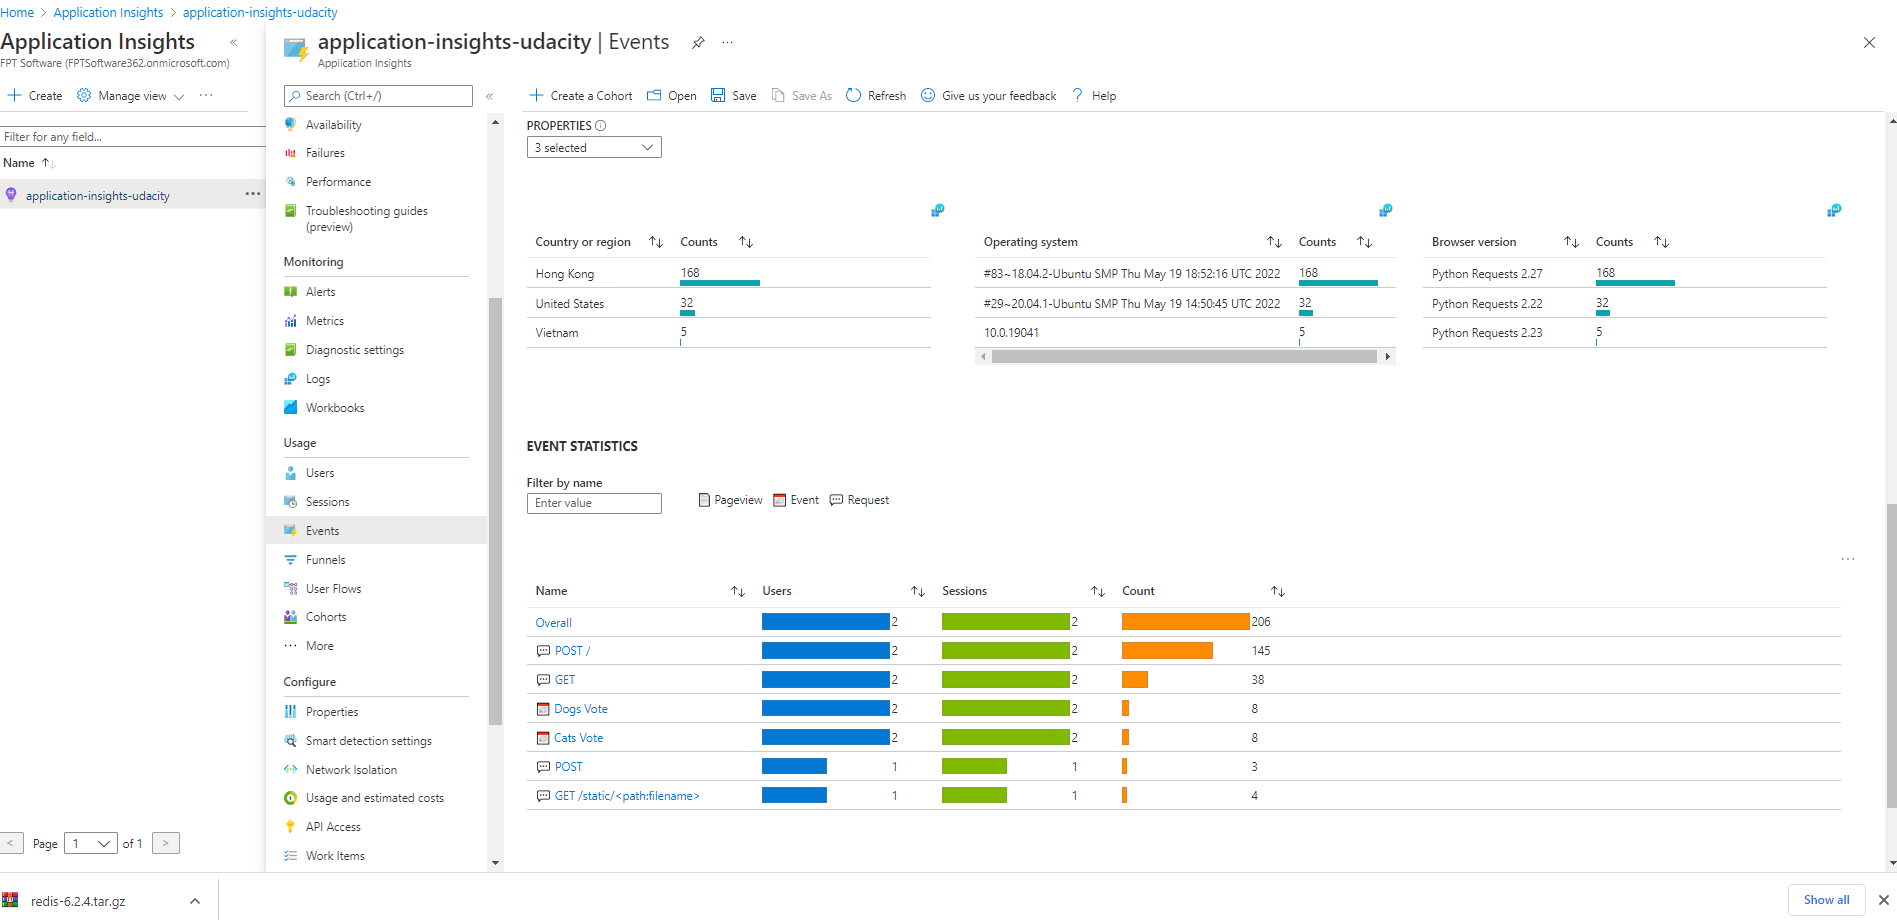 Home > Application Insights > application-insights-udacity
Application Insights «
FPT Software (FPTSoftware362.onmicrosoft.com)
+ Create Manage view ···
Filter for any field...
Name ↑↓
application-insights-udacity ···
< Page 1 of 1 >
application-insights-udacity | Events ···
Application Insights
Search (Ctrl+/) «
Availability
Failures
Performance
Troubleshooting guides
(preview)
Monitoring
Alerts
Metrics
Diagnostic settings
Logs
Workbooks
Usage
Users
Sessions
Events
Funnels
User Flows
Cohorts
··· More
Configure
Properties
Smart detection settings
Network Isolation
Usage and estimated costs
API Access
Work Items
+ Create a Cohort Open Save Save As Refresh Give us your feedback ? Help
PROPERTIES
3 selected
Country or region ↑↓ Counts ↑↓
Hong Kong 168
United States 32
Vietnam 5
Operating system ↑↓ Counts ↑↓
#83~18.04.2-Ubuntu SMP Thu May 19 18:52:16 UTC 2022 168
#29~20.04.1-Ubuntu SMP Thu May 19 14:50:45 UTC 2022 32
10.0.19041 5
Browser version ↑↓ Counts ↑↓
Python Requests 2.27 168
Python Requests 2.22 32
Python Requests 2.23 5
EVENT STATISTICS
Filter by name
Enter value
Pageview Event Request
···
Name ↑↓ Users ↑↓ Sessions ↑↓ Count ↑↓
Overall 2 2 206
POST / 2 2 145
GET 2 2 38
Dogs Vote 2 2 8
Cats Vote 2 2 8
POST 1 1 3
GET /static/<path:filename> 1 1 4
redis-6.2.4.tar.gz
Show all